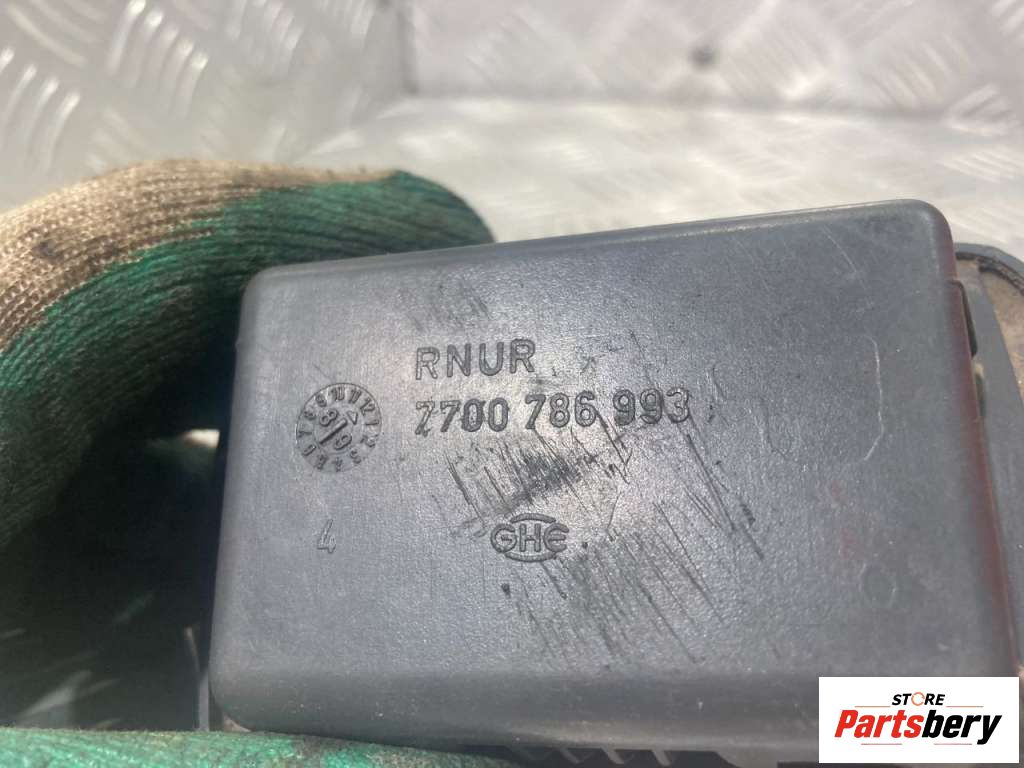 RNUR
7700 786 993
4
GHE
STORE
Partsbery